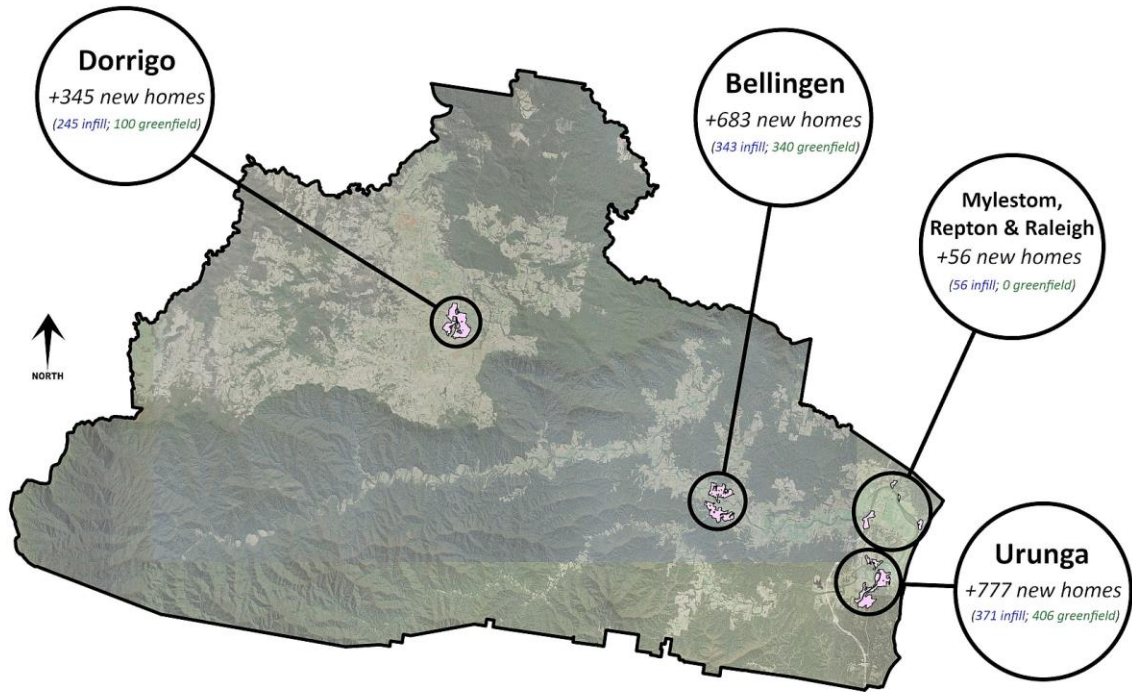 Dorrigo
+345 new homes
(245 infill; 100 greenfield)
Bellingen
+683 new homes
(343 infill; 340 greenfield)
Mylestom,
Repton & Raleigh
+56 new homes
(56 infill; 0 greenfield)
NORTH
Urunga
+777 new homes
(371 infill; 406 greenfield)